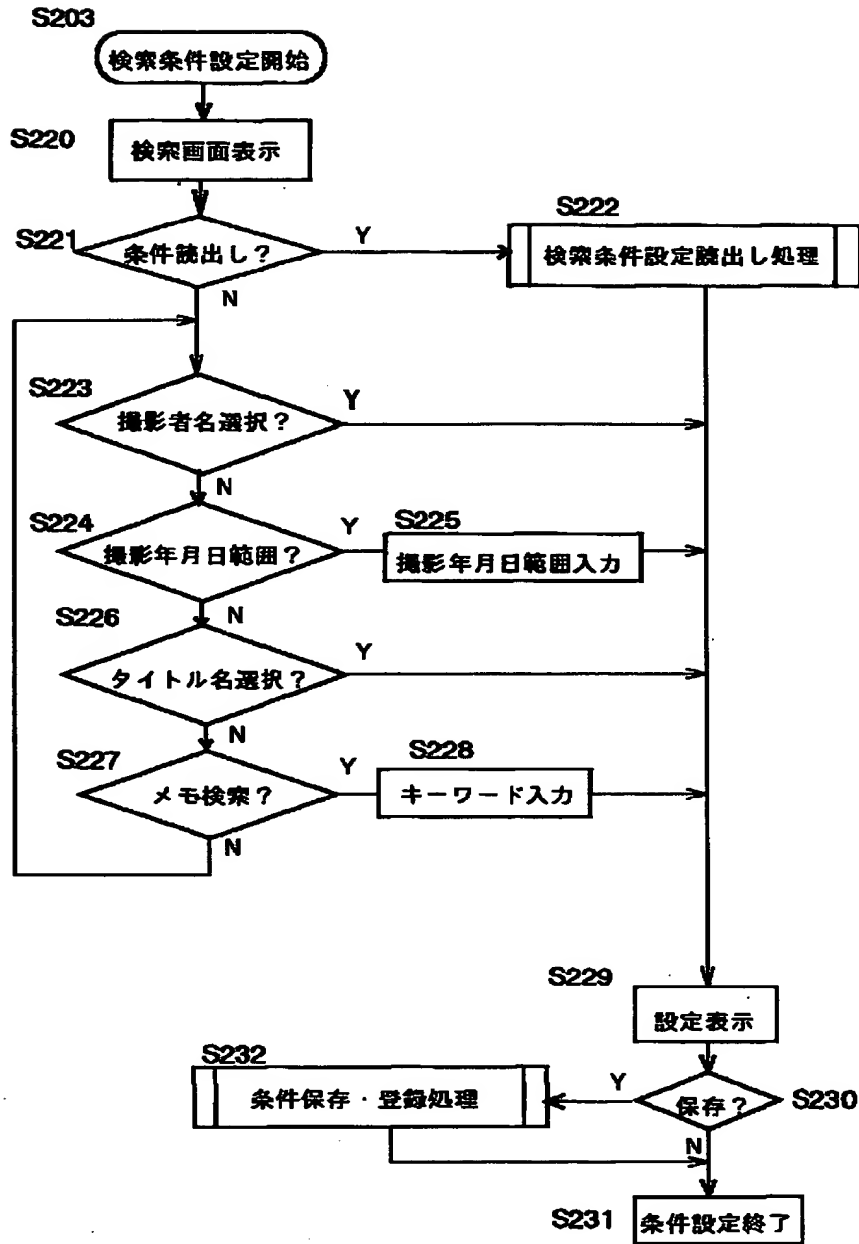 S203
検索条件設定開始
S220
検索画面表示
S221
条件読出し？
Y
N
S222
検索条件設定読出し処理
S223
撮影者名選択？
Y
N
S224
撮影年月日範囲？
Y
N
S225
撮影年月日範囲入力
S226
タイトル名選択？
Y
N
S227
メモ検索？
Y
N
S228
キーワード入力
S229
設定表示
S230
保存？
Y
N
S232
条件保存・登録処理
S231
条件設定終了